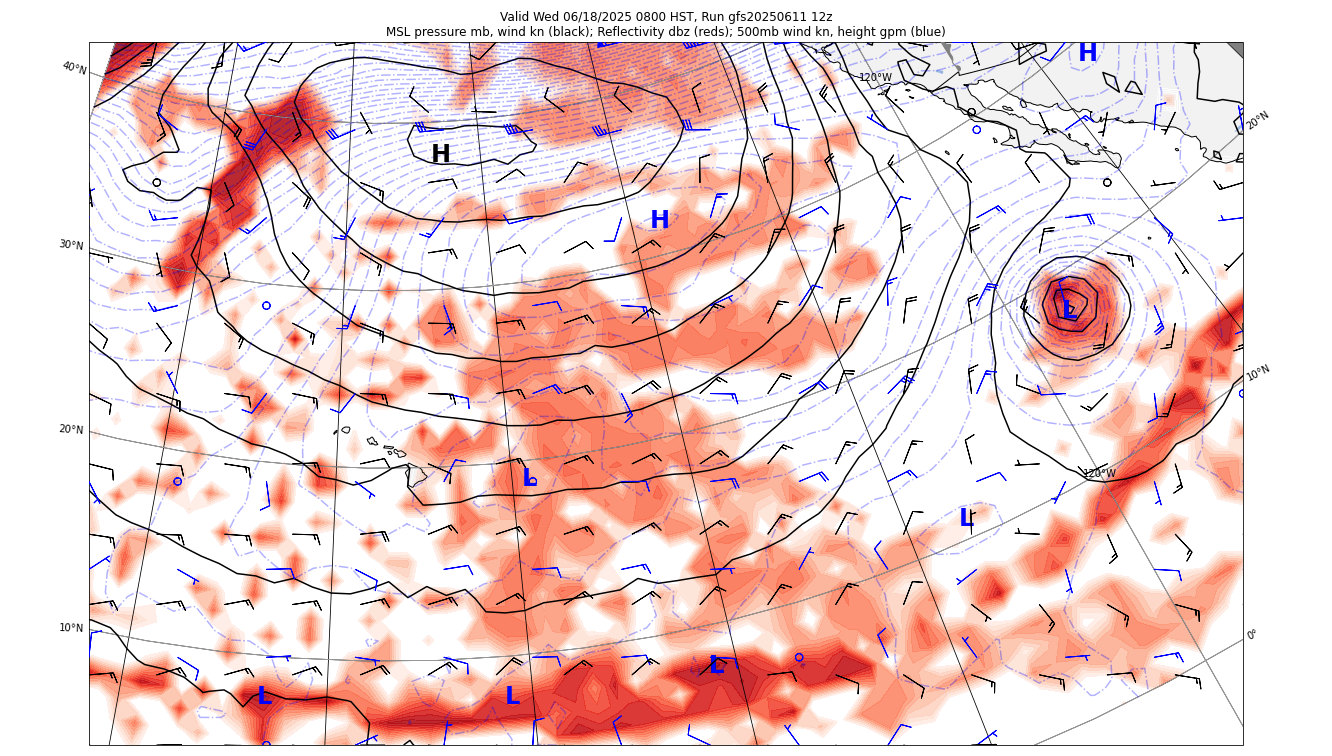 Valid Wed 06/18/2025 0800 HST, Run gfs20250611 12z
MSL pressure mb, wind kn (black); Reflectivity dbz (reds); 500mb wind kn, height gpm (blue)
H
40°N
120°W
20°N
H
H
30°N
L
10°N
20°N
L
120°W
L
10°N
0°
L
L
L